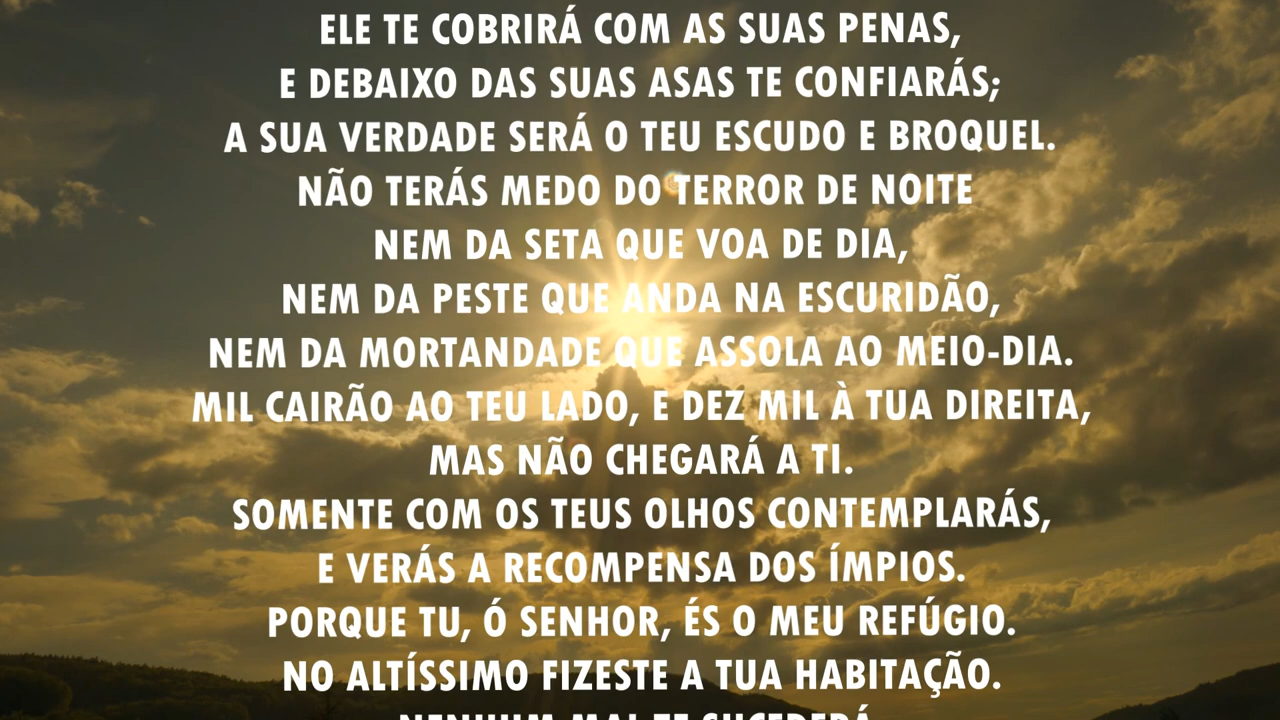 ELE TE COBRIRÁ COM AS SUAS PENAS,
E DEBAIXO DAS SUAS ASAS TE CONFIARÁS;
A SUA VERDADE SERÁ O TEU ESCUDO E BROQUEL.
NÃO TERÁS MEDO DO TERROR DE NOITE
NEM DA SETA QUE VOA DE DIA,
NEM DA PESTE QUE ANDA NA ESCURIDÃO,
NEM DA MORTANDADE QUE ASSOLA AO MEIO-DIA.
MIL CAIRÃO AO TEU LADO, E DEZ MIL À TUA DIREITA,
MAS NÃO CHEGARÁ A TI.
SOMENTE COM OS TEUS OLHOS CONTEMPLARÁS,
E VERÁS A RECOMPENSA DOS ÍMPIOS.
PORQUE TU, Ó SENHOR, ÉS O MEU REFÚGIO.
NO ALTÍSSIMO FIZESTE A TUA HABITAÇÃO.
NENHUM MAL TE SUCEDERÁ